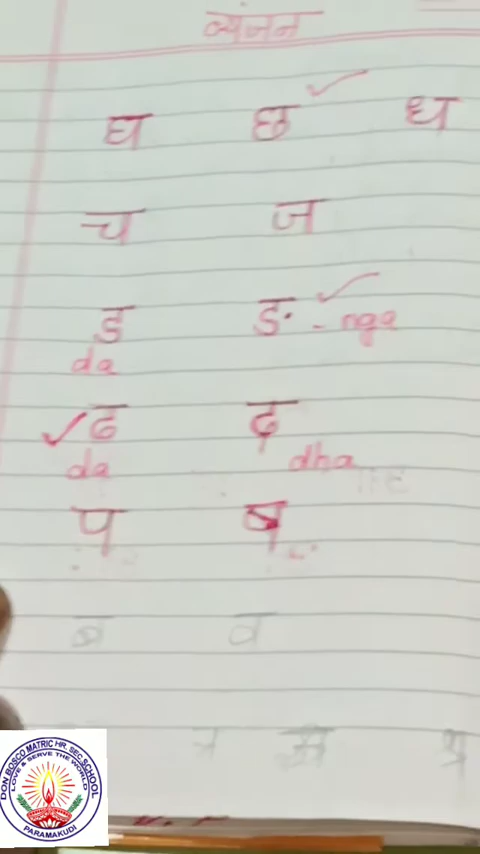 व्यंजन
घ छ ध
च ज
ड ङ - nga
da
ढ ढ़
da dha
प ष
ब व
DON BOSCO MATRIC HR. SEC. SCHOOL
LOVE & SERVE THE WORLD
PARAMAKUDI